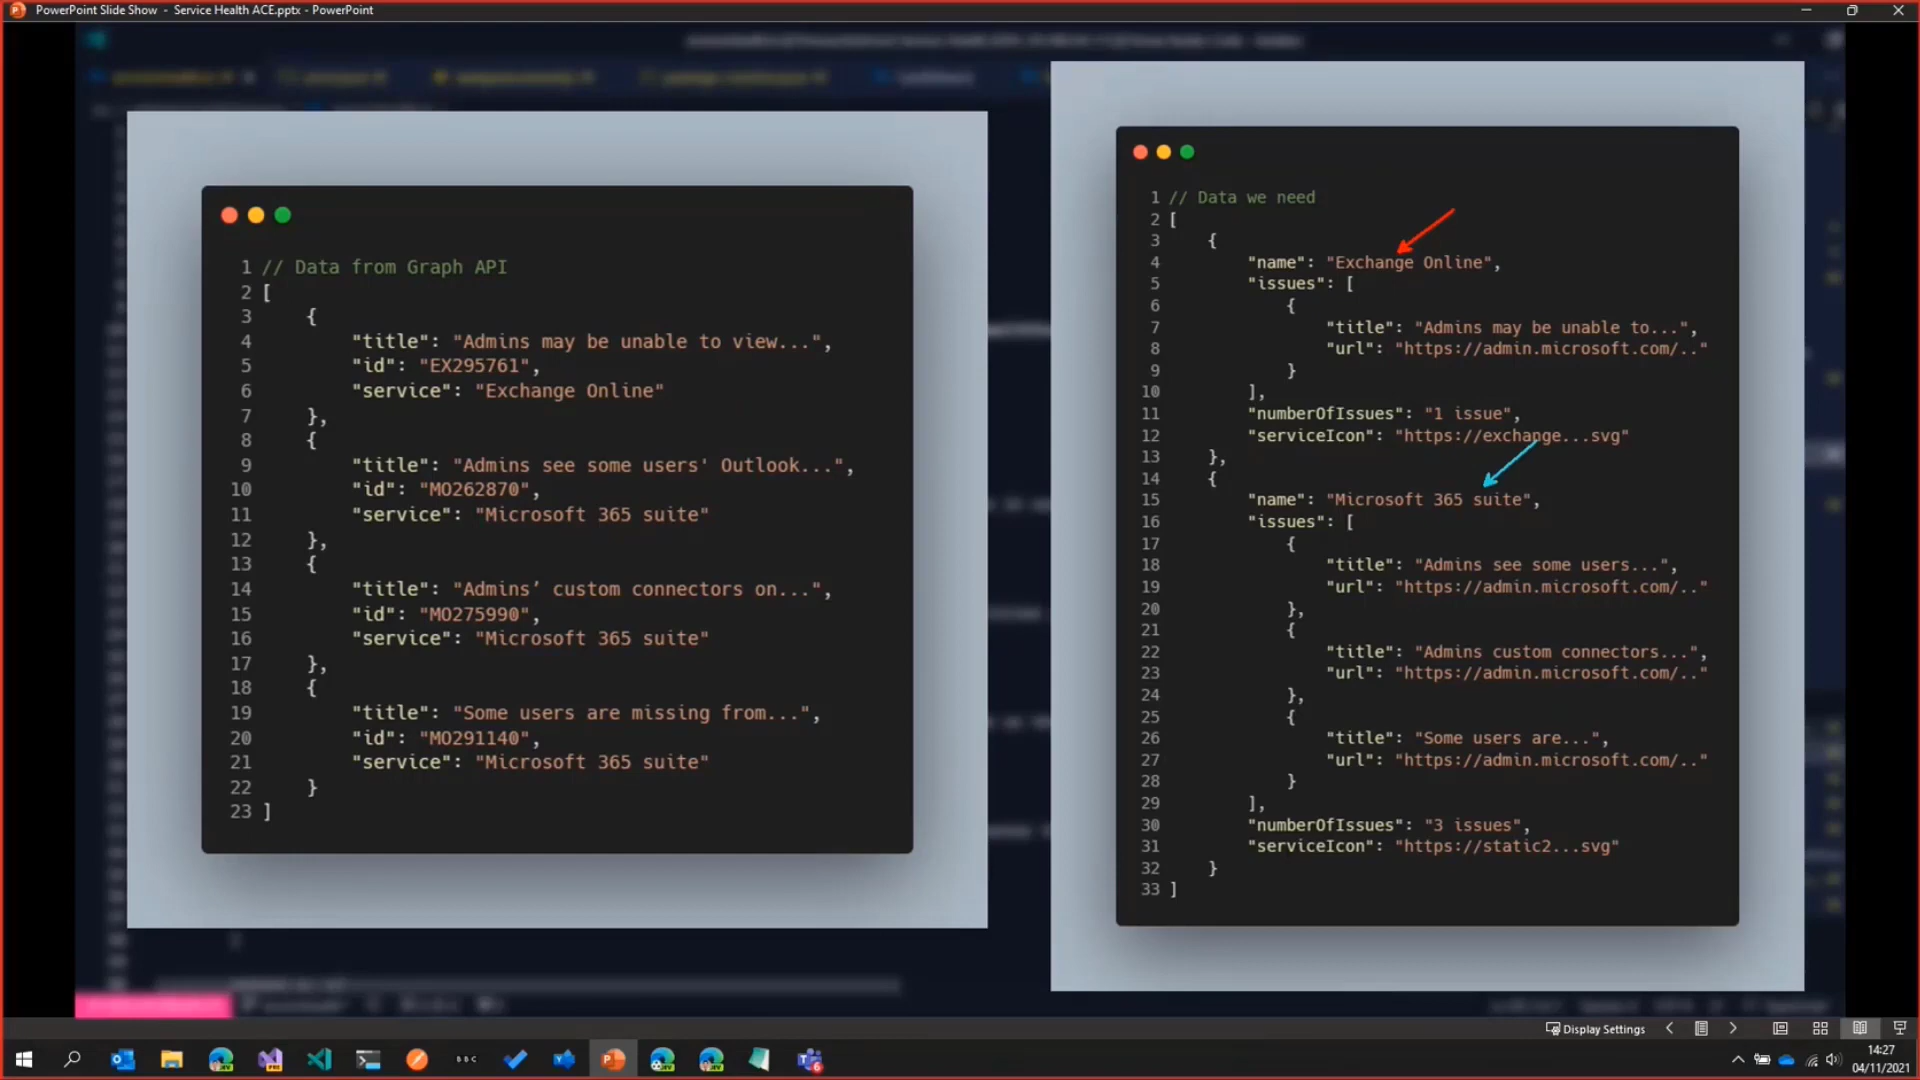 PowerPoint Slide Show - Service Health ACE.pptx - PowerPoint
1 // Data from Graph API
2 [
3 {
4 "title": "Admins may be unable to view...",
5 "id": "EX295761",
6 "service": "Exchange Online"
7 },
8 {
9 "title": "Admins see some users' Outlook...",
10 "id": "MO262870",
11 "service": "Microsoft 365 suite"
12 },
13 {
14 "title": "Admins’ custom connectors on...",
15 "id": "MO275990",
16 "service": "Microsoft 365 suite"
17 },
18 {
19 "title": "Some users are missing from...",
20 "id": "MO291140",
21 "service": "Microsoft 365 suite"
22 }
23 ]
1 // Data we need
2 [
3 {
4 "name": "Exchange Online",
5 "issues": [
6 {
7 "title": "Admins may be unable to...",
8 "url": "https://admin.microsoft.com/.."
9 }
10 ],
11 "numberOfIssues": "1 issue",
12 "serviceIcon": "https://exchange...svg"
13 },
14 {
15 "name": "Microsoft 365 suite",
16 "issues": [
17 {
18 "title": "Admins see some users...",
19 "url": "https://admin.microsoft.com/.."
20 },
21 {
22 "title": "Admins custom connectors...",
23 "url": "https://admin.microsoft.com/.."
24 },
25 {
26 "title": "Some users are...",
27 "url": "https://admin.microsoft.com/.."
28 }
29 ],
30 "numberOfIssues": "3 issues",
31 "serviceIcon": "https://static2...svg"
32 }
33 ]
Display Settings
BBC
14:27
04/11/2021